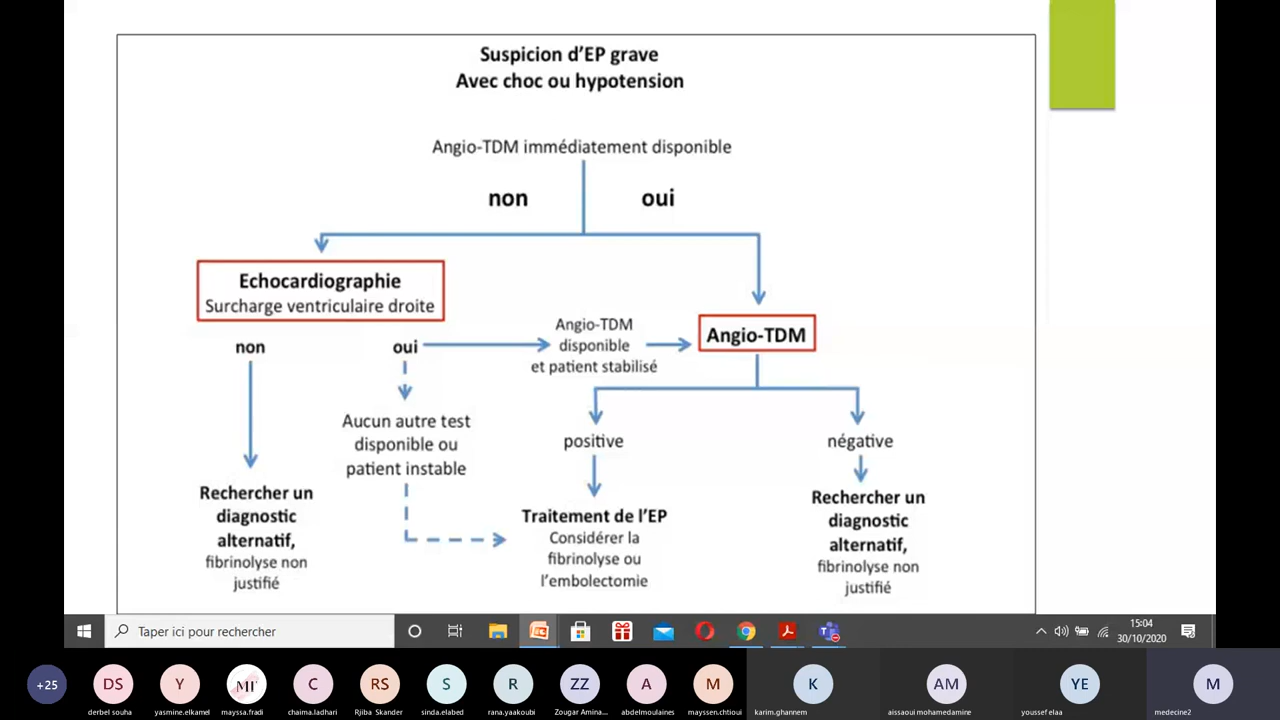 Suspicion d'EP grave
Avec choc ou hypotension
Angio-TDM immédiatement disponible
non
oui
Echocardiographie
Surcharge ventriculaire droite
non
oui
Angio-TDM
disponible
et patient stabilisé
Angio-TDM
Aucun autre test
disponible ou
patient instable
positive
négative
Rechercher un
diagnostic
alternatif,
fibrinolyse non
justifié
Traitement de l'EP
Considérer la
fibrinolyse ou
l'embolectomie
Rechercher un
diagnostic
alternatif,
fibrinolyse non
justifié
Taper ici pour rechercher
15:04
30/10/2020
+25
DS
Y
C
RS
S
R
ZZ
A
M
K
AM
YE
M
derbel souha
yasmine.elkamel
mayssa.fradi
chaima.ladhari
Rjiba Skander
sinda.elabed
rana.yaakoubi
Zougar Amina...
abdelmoulaines
mayssen.chtioui
karim.ghannem
aissaoui mohamedamine
youssef elaa
medecine2